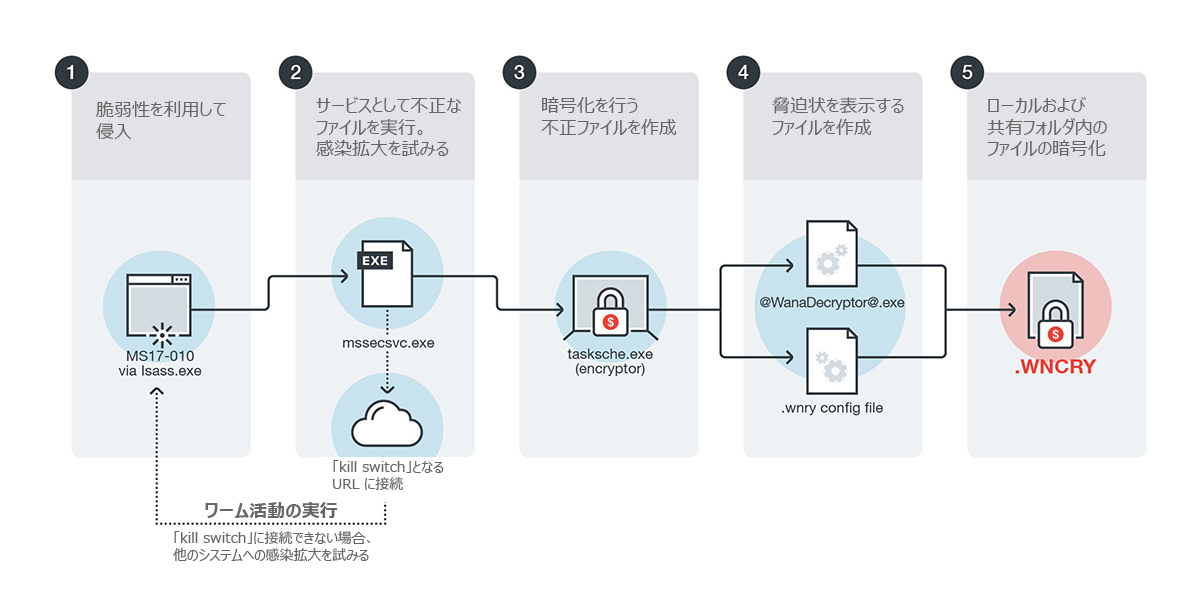 1
脆弱性を利用して
侵入
MS17-010
via lsass.exe
2
サービスとして不正な
ファイルを実行。
感染拡大を試みる
EXE
mssecsvc.exe
「kill switch」となる
URL に接続
ワーム活動の実行
「kill switch」に接続できない場合、
他のシステムへの感染拡大を試みる
3
暗号化を行う
不正ファイルを作成
$
tasksche.exe
(encryptor)
4
脅迫状を表示する
ファイルを作成
@WanaDecryptor@.exe
.wnry config file
5
ローカルおよび
共有フォルダ内の
ファイルの暗号化
$
.WNCRY